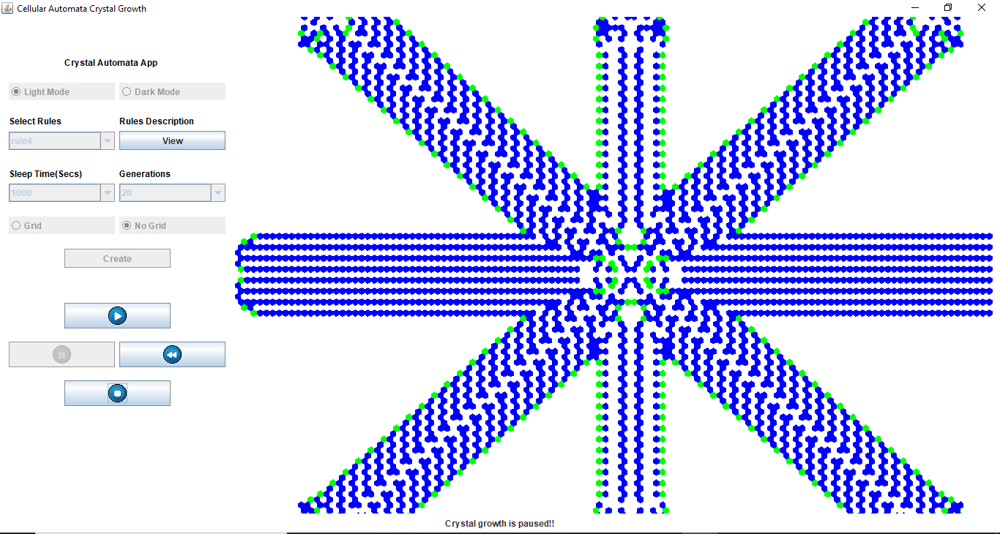 Cellular Automata Crystal Growth
Crystal Automata App
Light Mode
Dark Mode
Select Rules
Rules Description
rule4
View
Sleep Time(Secs)
Generations
1000
20
Grid
No Grid
Create
Crystal growth is paused!!